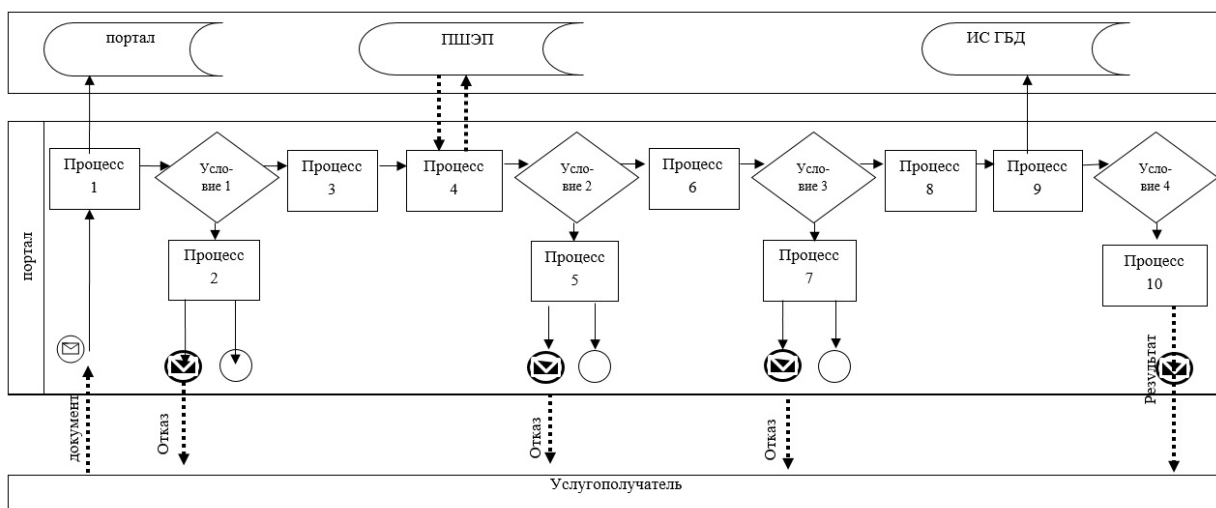 портал
ПШЭП
ИС ГБД
портал
Процесс
1
Усло-
вие 1
Процесс
3
Процесс
4
Усло-
вие 2
Процесс
6
Усло-
вие 3
Процесс
8
Процесс
9
Усло-
вие 4
Процесс
2
Процесс
5
Процесс
7
Процесс
10
документ
Отказ
Отказ
Отказ
Результат
Услугополучатель